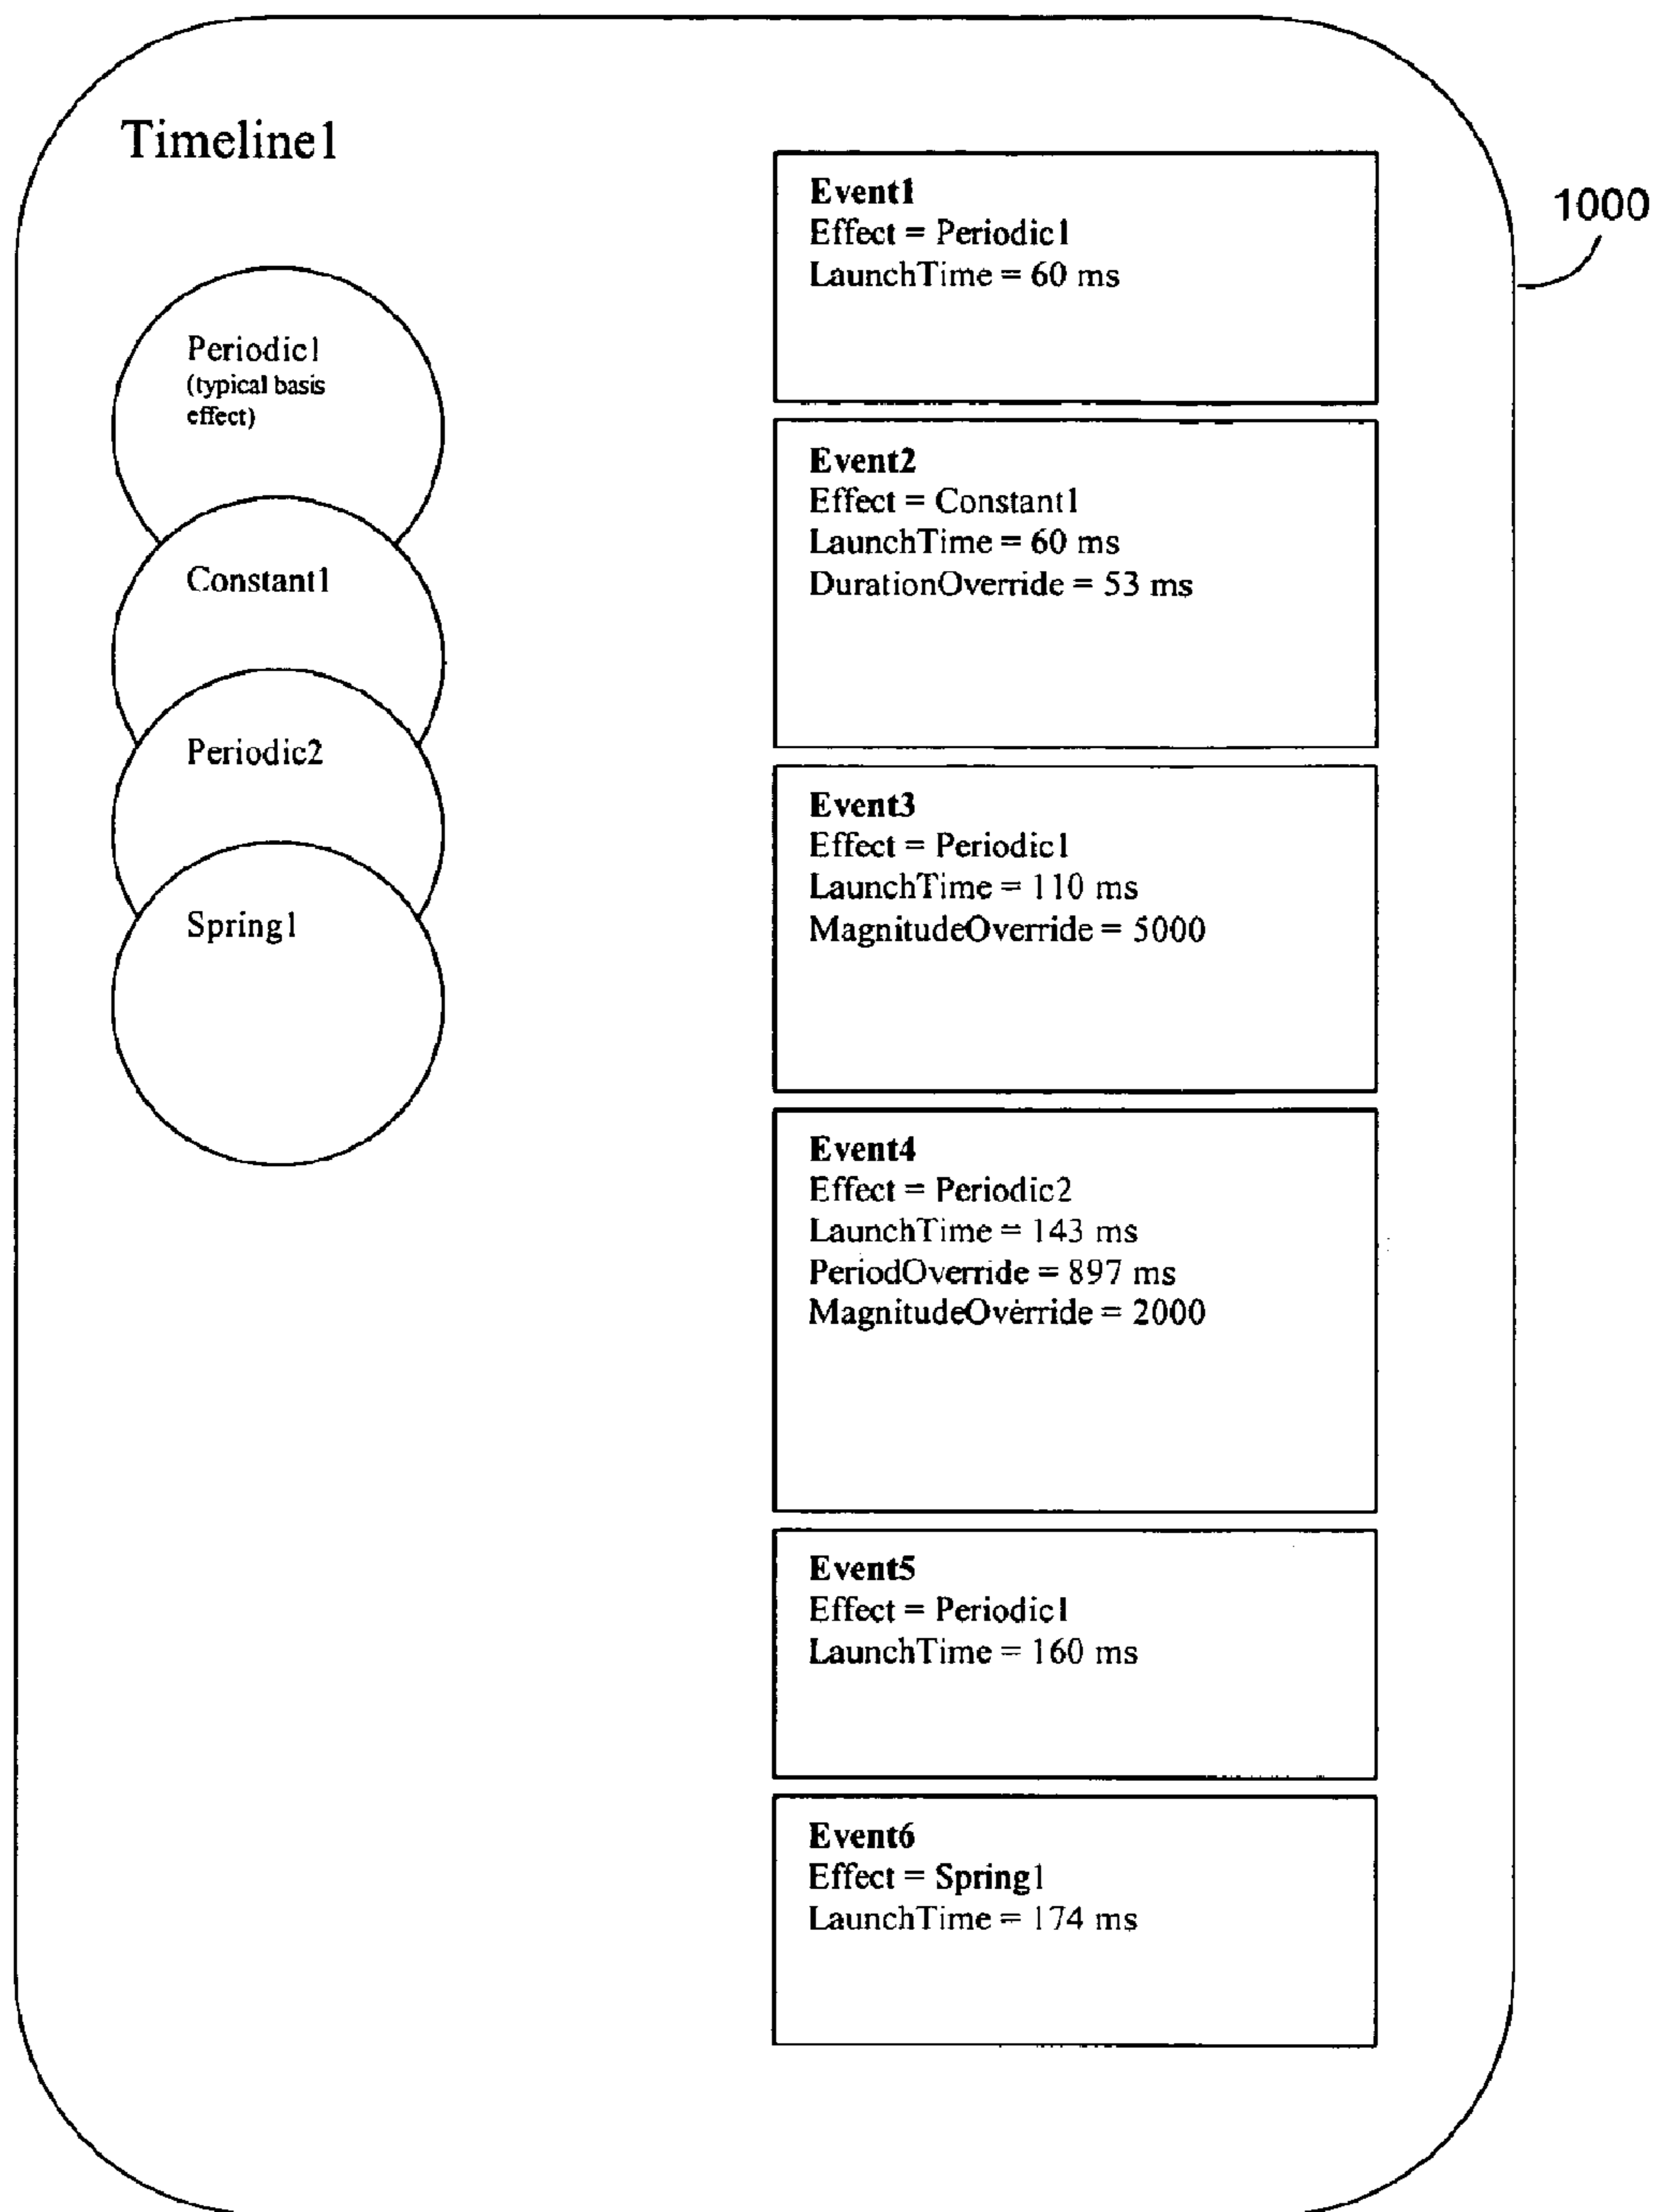 Timeline1
1000
Periodic1
(typical basis
effect)
Constant1
Periodic2
Spring1
Event1
Effect = Periodic1
LaunchTime = 60 ms
Event2
Effect = Constant1
LaunchTime = 60 ms
DurationOverride = 53 ms
Event3
Effect = Periodic1
LaunchTime = 110 ms
MagnitudeOverride = 5000
Event4
Effect = Periodic2
LaunchTime = 143 ms
PeriodOverride = 897 ms
MagnitudeOverride = 2000
Event5
Effect = Periodic1
LaunchTime = 160 ms
Event6
Effect = Spring1
LaunchTime = 174 ms